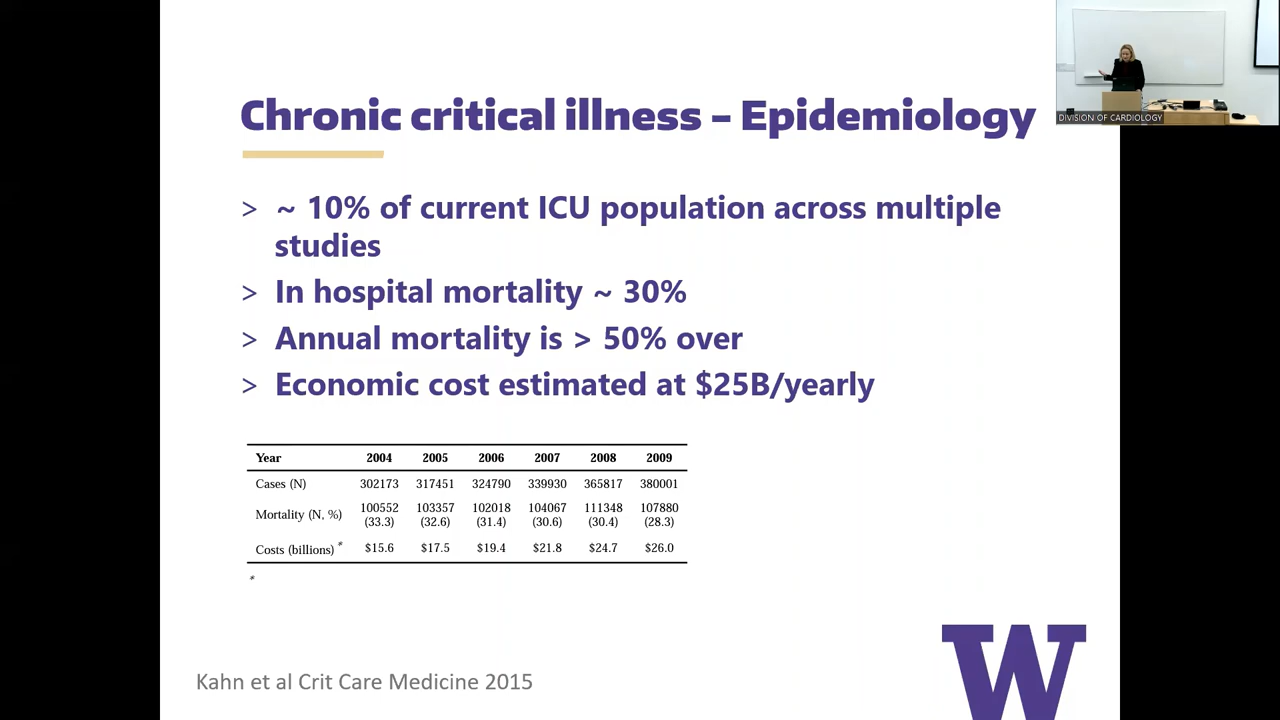 Chronic critical illness – Epidemiology
DIVISION OF CARDIOLOGY
> ~ 10% of current ICU population across multiple
studies
> In hospital mortality ~ 30%
> Annual mortality is > 50% over
> Economic cost estimated at $25B/yearly
Year 2004 2005 2006 2007 2008 2009
Cases (N) 302173 317451 324790 339930 365817 380001
Mortality (N, %) 100552 103357 102018 104067 111348 107880
(33.3) (32.6) (31.4) (30.6) (30.4) (28.3)
Costs (billions) * $15.6 $17.5 $19.4 $21.8 $24.7 $26.0
*
Kahn et al Crit Care Medicine 2015
W